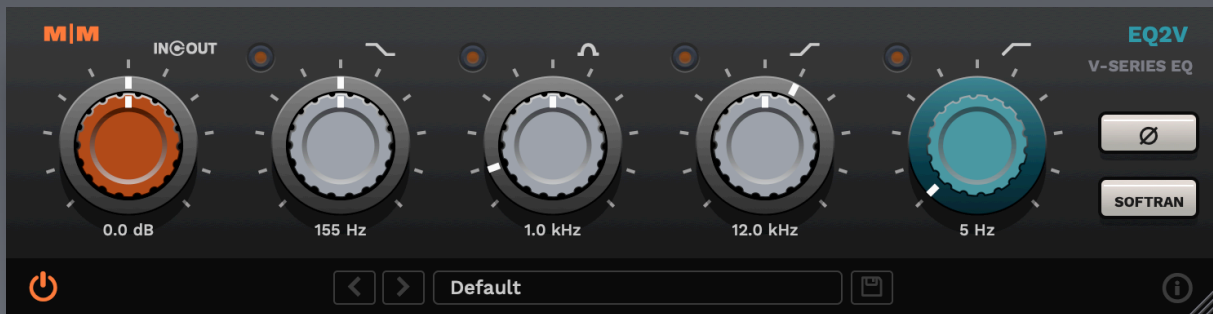 M|M
IN OUT
EQ2V
V-SERIES EQ
Ø
SOFTRAN
0.0 dB
155 Hz
1.0 kHz
12.0 kHz
5 Hz
Default